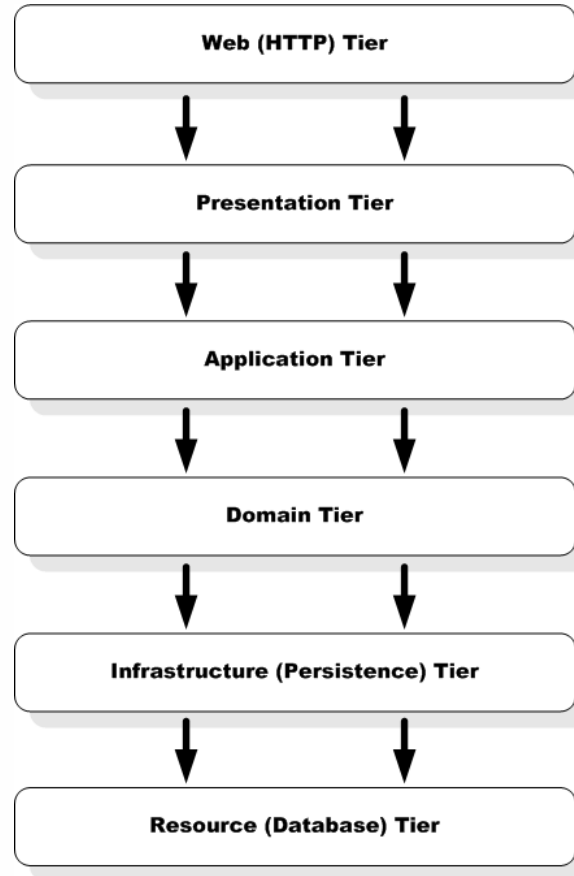 Web (HTTP) Tier
Presentation Tier
Application Tier
Domain Tier
Infrastructure (Persistence) Tier
Resource (Database) Tier